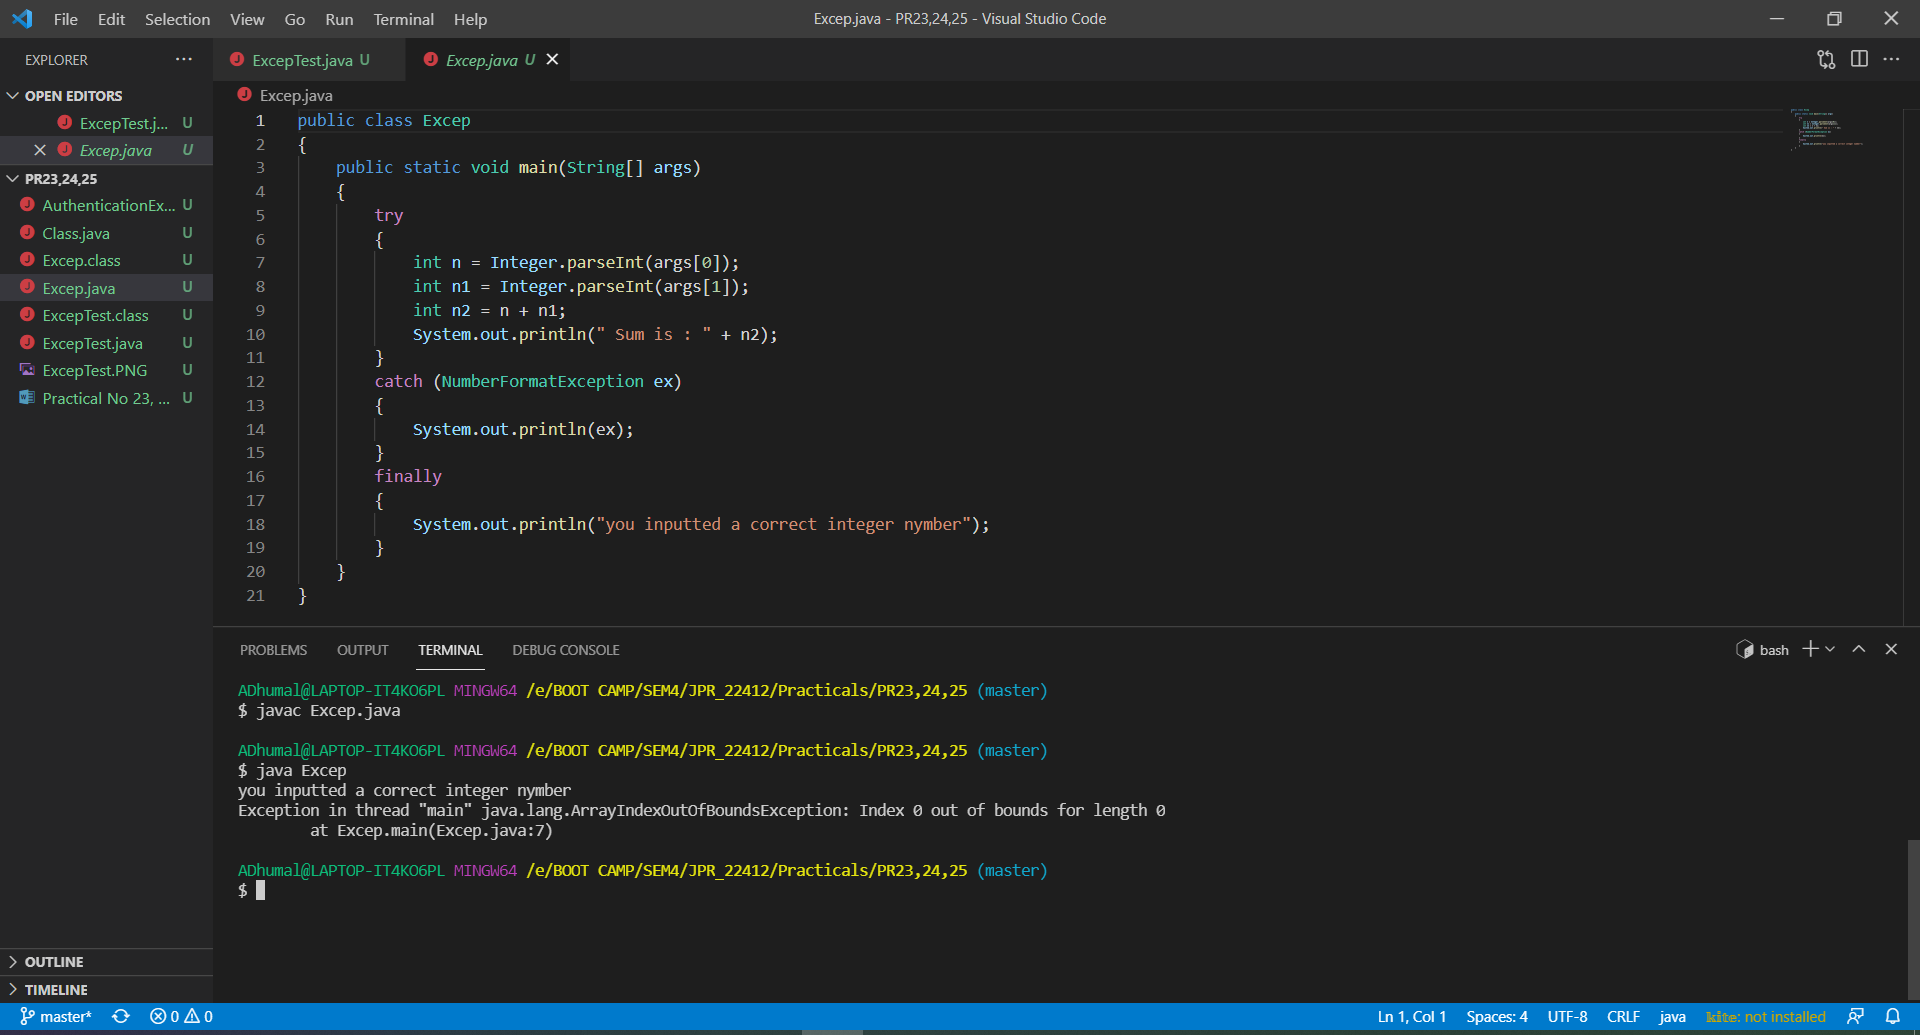 File Edit Selection View Go Run Terminal Help
Excep.java - PR23,24,25 - Visual Studio Code
EXPLORER
OPEN EDITORS
ExcepTest.j... U
Excep.java U
PR23,24,25
AuthenticationEx... U
Class.java U
Excep.class U
Excep.java U
ExcepTest.class U
ExcepTest.java U
ExcepTest.PNG U
Practical No 23, ... U
OUTLINE
TIMELINE
ExcepTest.java U
Excep.java U
Excep.java
1 public class Excep
2 {
3 public static void main(String[] args)
4 {
5 try
6 {
7 int n = Integer.parseInt(args[0]);
8 int n1 = Integer.parseInt(args[1]);
9 int n2 = n + n1;
10 System.out.println(" Sum is : " + n2);
11 }
12 catch (NumberFormatException ex)
13 {
14 System.out.println(ex);
15 }
16 finally
17 {
18 System.out.println("you inputted a correct integer nymber");
19 }
20 }
21 }
PROBLEMS OUTPUT TERMINAL DEBUG CONSOLE
bash
ADhumal@LAPTOP-IT4KO6PL MINGW64 /e/BOOT CAMP/SEM4/JPR_22412/Practicals/PR23,24,25 (master)
$ javac Excep.java
ADhumal@LAPTOP-IT4KO6PL MINGW64 /e/BOOT CAMP/SEM4/JPR_22412/Practicals/PR23,24,25 (master)
$ java Excep
you inputted a correct integer nymber
Exception in thread "main" java.lang.ArrayIndexOutOfBoundsException: Index 0 out of bounds for length 0
at Excep.main(Excep.java:7)
ADhumal@LAPTOP-IT4KO6PL MINGW64 /e/BOOT CAMP/SEM4/JPR_22412/Practicals/PR23,24,25 (master)
$
master* 0 0
Ln 1, Col 1 Spaces: 4 UTF-8 CRLF java kite: not installed